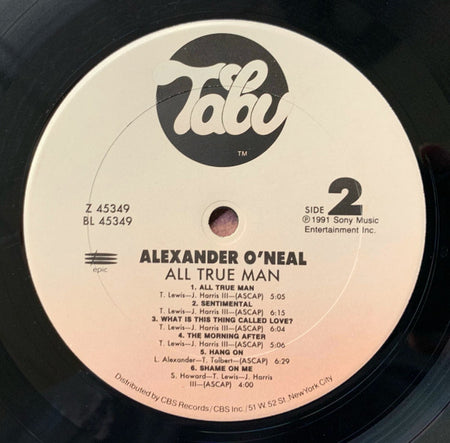 Tabu
TM
Z 45349
BL 45349
SIDE 2
℗1991 Sony Music
Entertainment Inc.
epic
ALEXANDER O'NEAL
ALL TRUE MAN
1. ALL TRUE MAN
T. Lewis—J. Harris III—(ASCAP) 5:05
2. SENTIMENTAL
T. Lewis—J. Harris III—(ASCAP) 6:15
3. WHAT IS THIS THING CALLED LOVE?
T. Lewis—J. Harris III—(ASCAP) 6:04
4. THE MORNING AFTER
T. Lewis—J. Harris III—(ASCAP) 5:06
5. HANG ON
L. Alexander—T. Tolbert—(ASCAP) 6:29
6. SHAME ON ME
S. Howard—T. Lewis—J. Harris
III—(ASCAP) 4:00
Distributed by CBS Records/CBS Inc./51 W 52 St., New York City